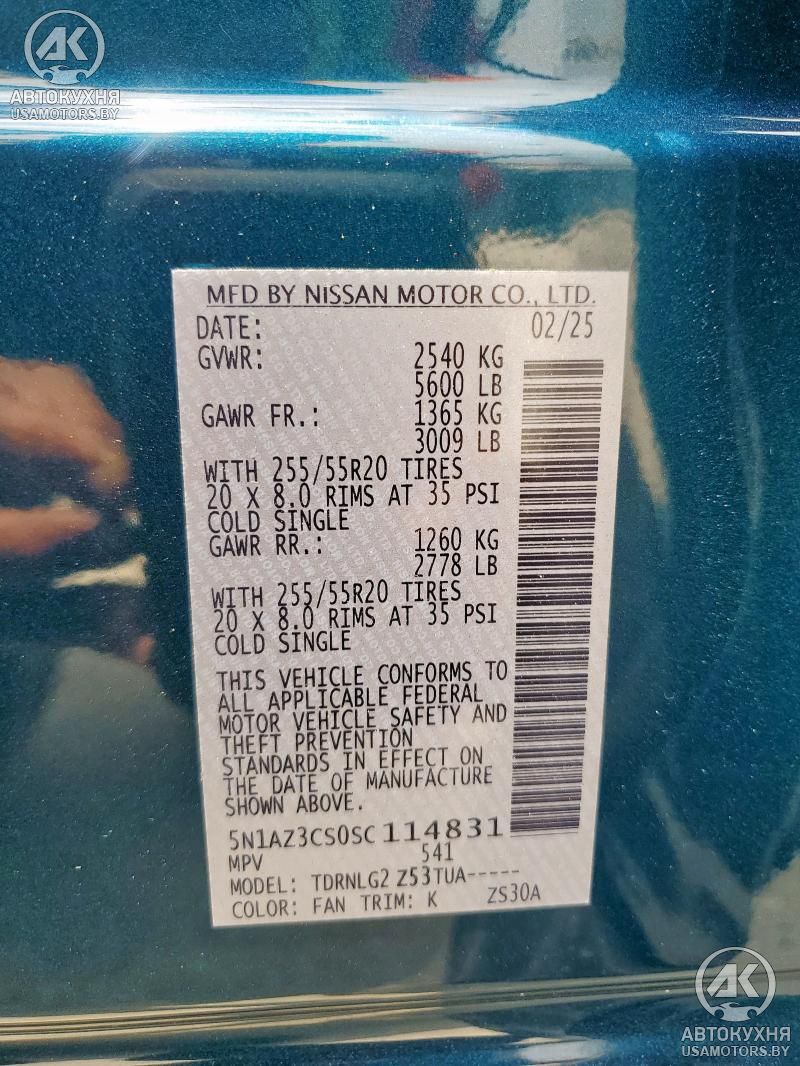 AK
АВТОКУХНЯ
USAMOTORS.BY
MFD BY NISSAN MOTOR CO., LTD.
DATE: 02/25
GVWR: 2540 KG
5600 LB
GAWR FR.: 1365 KG
3009 LB
WITH 255/55R20 TIRES
20 X 8.0 RIMS AT 35 PSI
COLD SINGLE
GAWR RR.: 1260 KG
2778 LB
WITH 255/55R20 TIRES
20 X 8.0 RIMS AT 35 PSI
COLD SINGLE
THIS VEHICLE CONFORMS TO
ALL APPLICABLE FEDERAL
MOTOR VEHICLE SAFETY AND
THEFT PREVENTION
STANDARDS IN EFFECT ON
THE DATE OF MANUFACTURE
SHOWN ABOVE.
5N1AZ3CS0SC114831
MPV 541
MODEL: TDRNLG2 Z53TUA-----
COLOR: FAN TRIM: K ZS30A
AK
АВТОКУХНЯ
USAMOTORS.BY